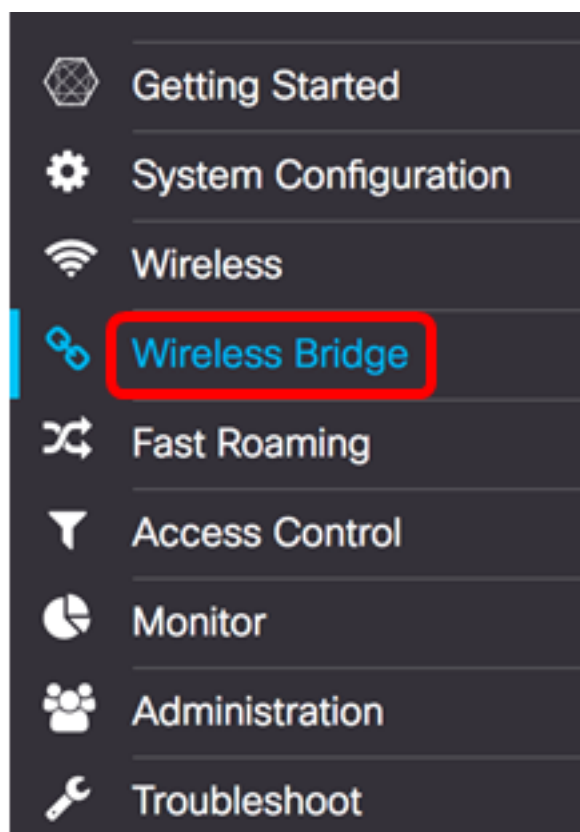 Getting Started
System Configuration
Wireless
Wireless Bridge
Fast Roaming
Access Control
Monitor
Administration
Troubleshoot